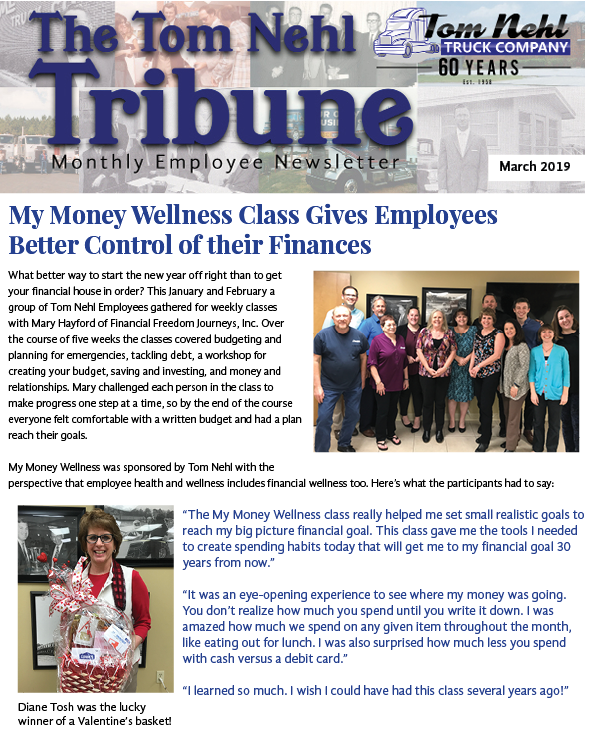 The Tom Nehl
Tribune
Monthly Employee Newsletter
Tom Nehl
TRUCK COMPANY
60 YEARS
Est. 1958
March 2019
My Money Wellness Class Gives Employees
Better Control of their Finances
What better way to start the new year off right than to get
your financial house in order? This January and February a
group of Tom Nehl Employees gathered for weekly classes
with Mary Hayford of Financial Freedom Journeys, Inc. Over
the course of five weeks the classes covered budgeting and
planning for emergencies, tackling debt, a workshop for
creating your budget, saving and investing, and money and
relationships. Mary challenged each person in the class to
make progress one step at a time, so by the end of the course
everyone felt comfortable with a written budget and had a plan
reach their goals.
My Money Wellness was sponsored by Tom Nehl with the
perspective that employee health and wellness includes financial wellness too. Here's what the participants had to say:
“The My Money Wellness class really helped me set small realistic goals to
reach my big picture financial goal. This class gave me the tools I needed
to create spending habits today that will get me to my financial goal 30
years from now.”
“It was an eye-opening experience to see where my money was going.
You don’t realize how much you spend until you write it down. I was
amazed how much we spend on any given item throughout the month,
like eating out for lunch. I was also surprised how much less you spend
with cash versus a debit card.”
“I learned so much. I wish I could have had this class several years ago!”
Diane Tosh was the lucky
winner of a Valentine’s basket!